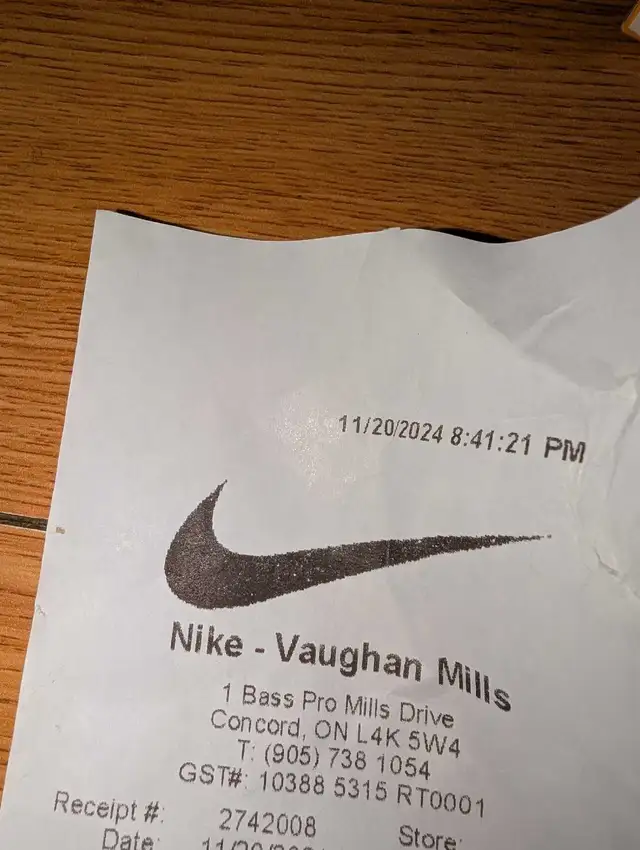 11/20/2024 8:41:21 PM
Nike - Vaughan Mills
1 Bass Pro Mills Drive
Concord, ON L4K 5W4
T: (905) 738 1054
GST#: 10388 5315 RT0001
Receipt #: 2742008 Store:
Date: